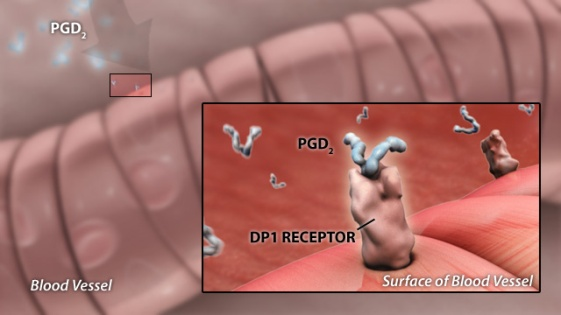 PGD₂
PGD₂
DP1 RECEPTOR
Blood Vessel
Surface of Blood Vessel